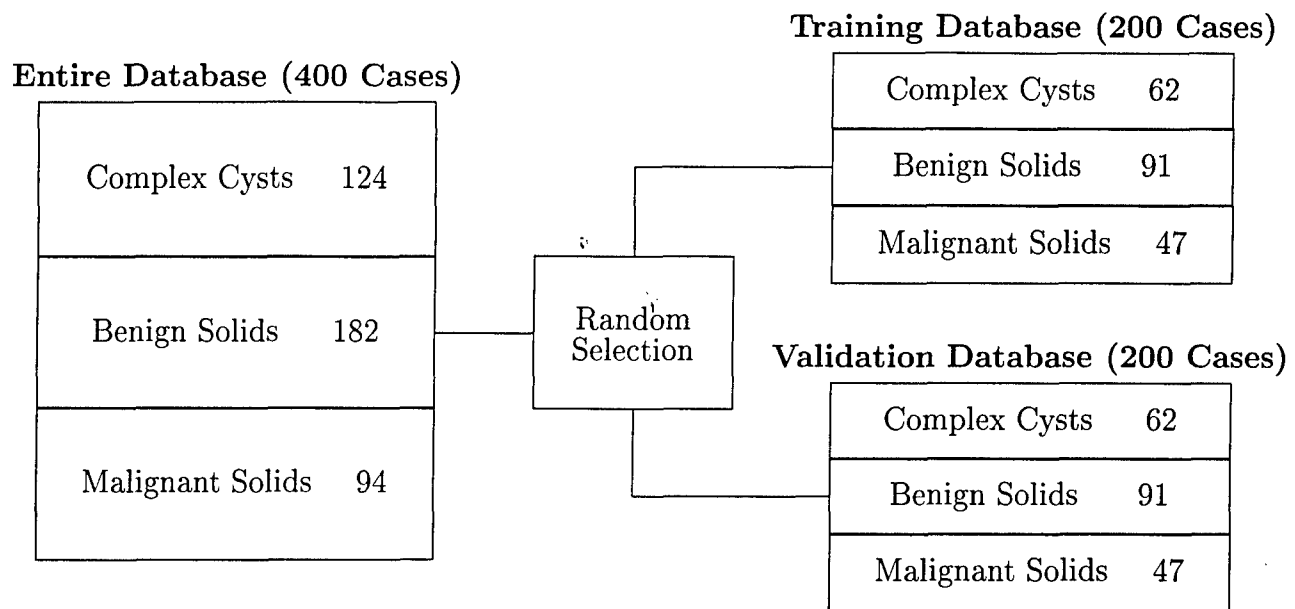 Entire Database (400 Cases)
Complex Cysts 124
Benign Solids 182
Malignant Solids 94
Random
Selection
Training Database (200 Cases)
Complex Cysts 62
Benign Solids 91
Malignant Solids 47
Validation Database (200 Cases)
Complex Cysts 62
Benign Solids 91
Malignant Solids 47